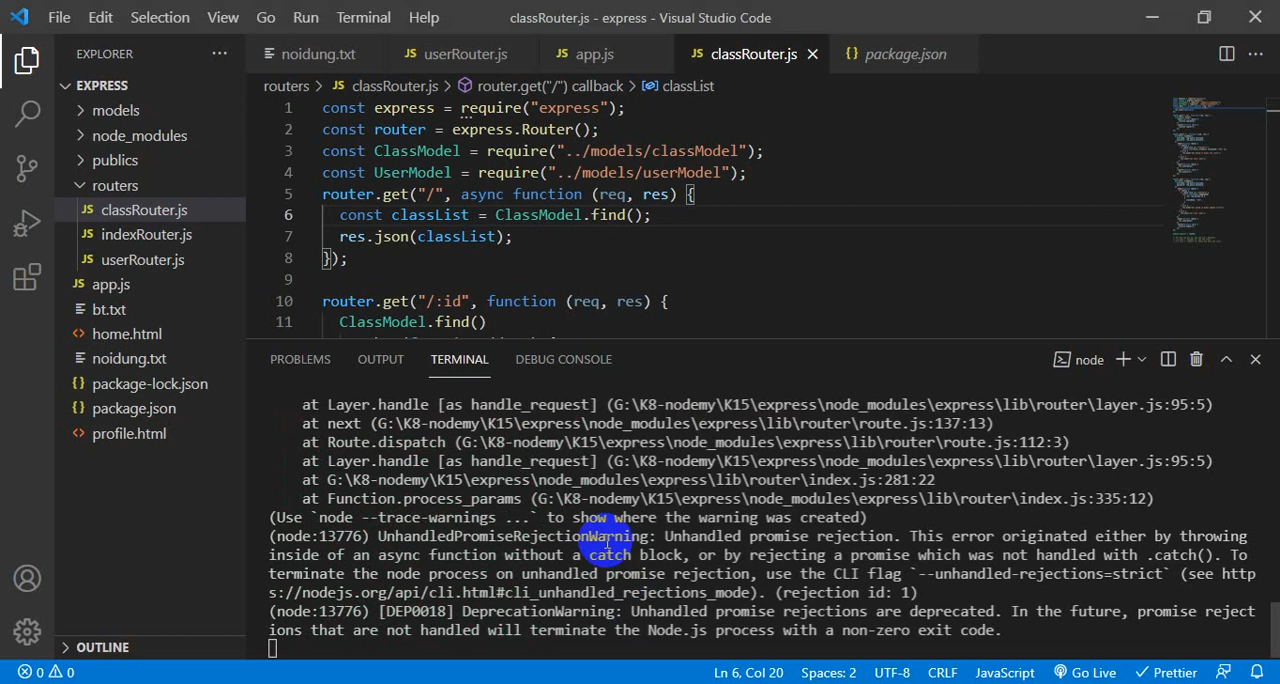 File Edit Selection View Go Run Terminal Help classRouter.js - express - Visual Studio Code
EXPLORER ...
noidung.txt JS userRouter.js JS app.js JS classRouter.js {} package.json ...
EXPRESS
models
node_modules
publics
routers
JS classRouter.js
JS indexRouter.js
JS userRouter.js
JS app.js
bt.txt
<> home.html
noidung.txt
{} package-lock.json
{} package.json
<> profile.html
OUTLINE
routers > JS classRouter.js > router.get("/") callback > classList
1 const express = require("express");
2 const router = express.Router();
3 const ClassModel = require("../models/classModel");
4 const UserModel = require("../models/userModel");
5 router.get("/", async function (req, res) {
6 const classList = ClassModel.find();
7 res.json(classList);
8 });
9
10 router.get("/:id", function (req, res) {
11 ClassModel.find()
PROBLEMS OUTPUT TERMINAL DEBUG CONSOLE node
at Layer.handle [as handle_request] (G:\K8-nodemy\K15\express\node_modules\express\lib\router\layer.js:95:5)
at next (G:\K8-nodemy\K15\express\node_modules\express\lib\router\route.js:137:13)
at Route.dispatch (G:\K8-nodemy\K15\express\node_modules\express\lib\router\route.js:112:3)
at Layer.handle [as handle_request] (G:\K8-nodemy\K15\express\node_modules\express\lib\router\layer.js:95:5)
at G:\K8-nodemy\K15\express\node_modules\express\lib\router\index.js:281:22
at Function.process_params (G:\K8-nodemy\K15\express\node_modules\express\lib\router\index.js:335:12)
(Use `node --trace-warnings ...` to show where the warning was created)
(node:13776) UnhandledPromiseRejectionWarning: Unhandled promise rejection. This error originated either by throwing
inside of an async function without a catch block, or by rejecting a promise which was not handled with .catch(). To
terminate the node process on unhandled promise rejection, use the CLI flag `--unhandled-rejections=strict` (see http
s://nodejs.org/api/cli.html#cli_unhandled_rejections_mode). (rejection id: 1)
(node:13776) [DEP0018] DeprecationWarning: Unhandled promise rejections are deprecated. In the future, promise reject
ions that are not handled will terminate the Node.js process with a non-zero exit code.
0 0 Ln 6, Col 20 Spaces: 2 UTF-8 CRLF JavaScript Go Live Prettier